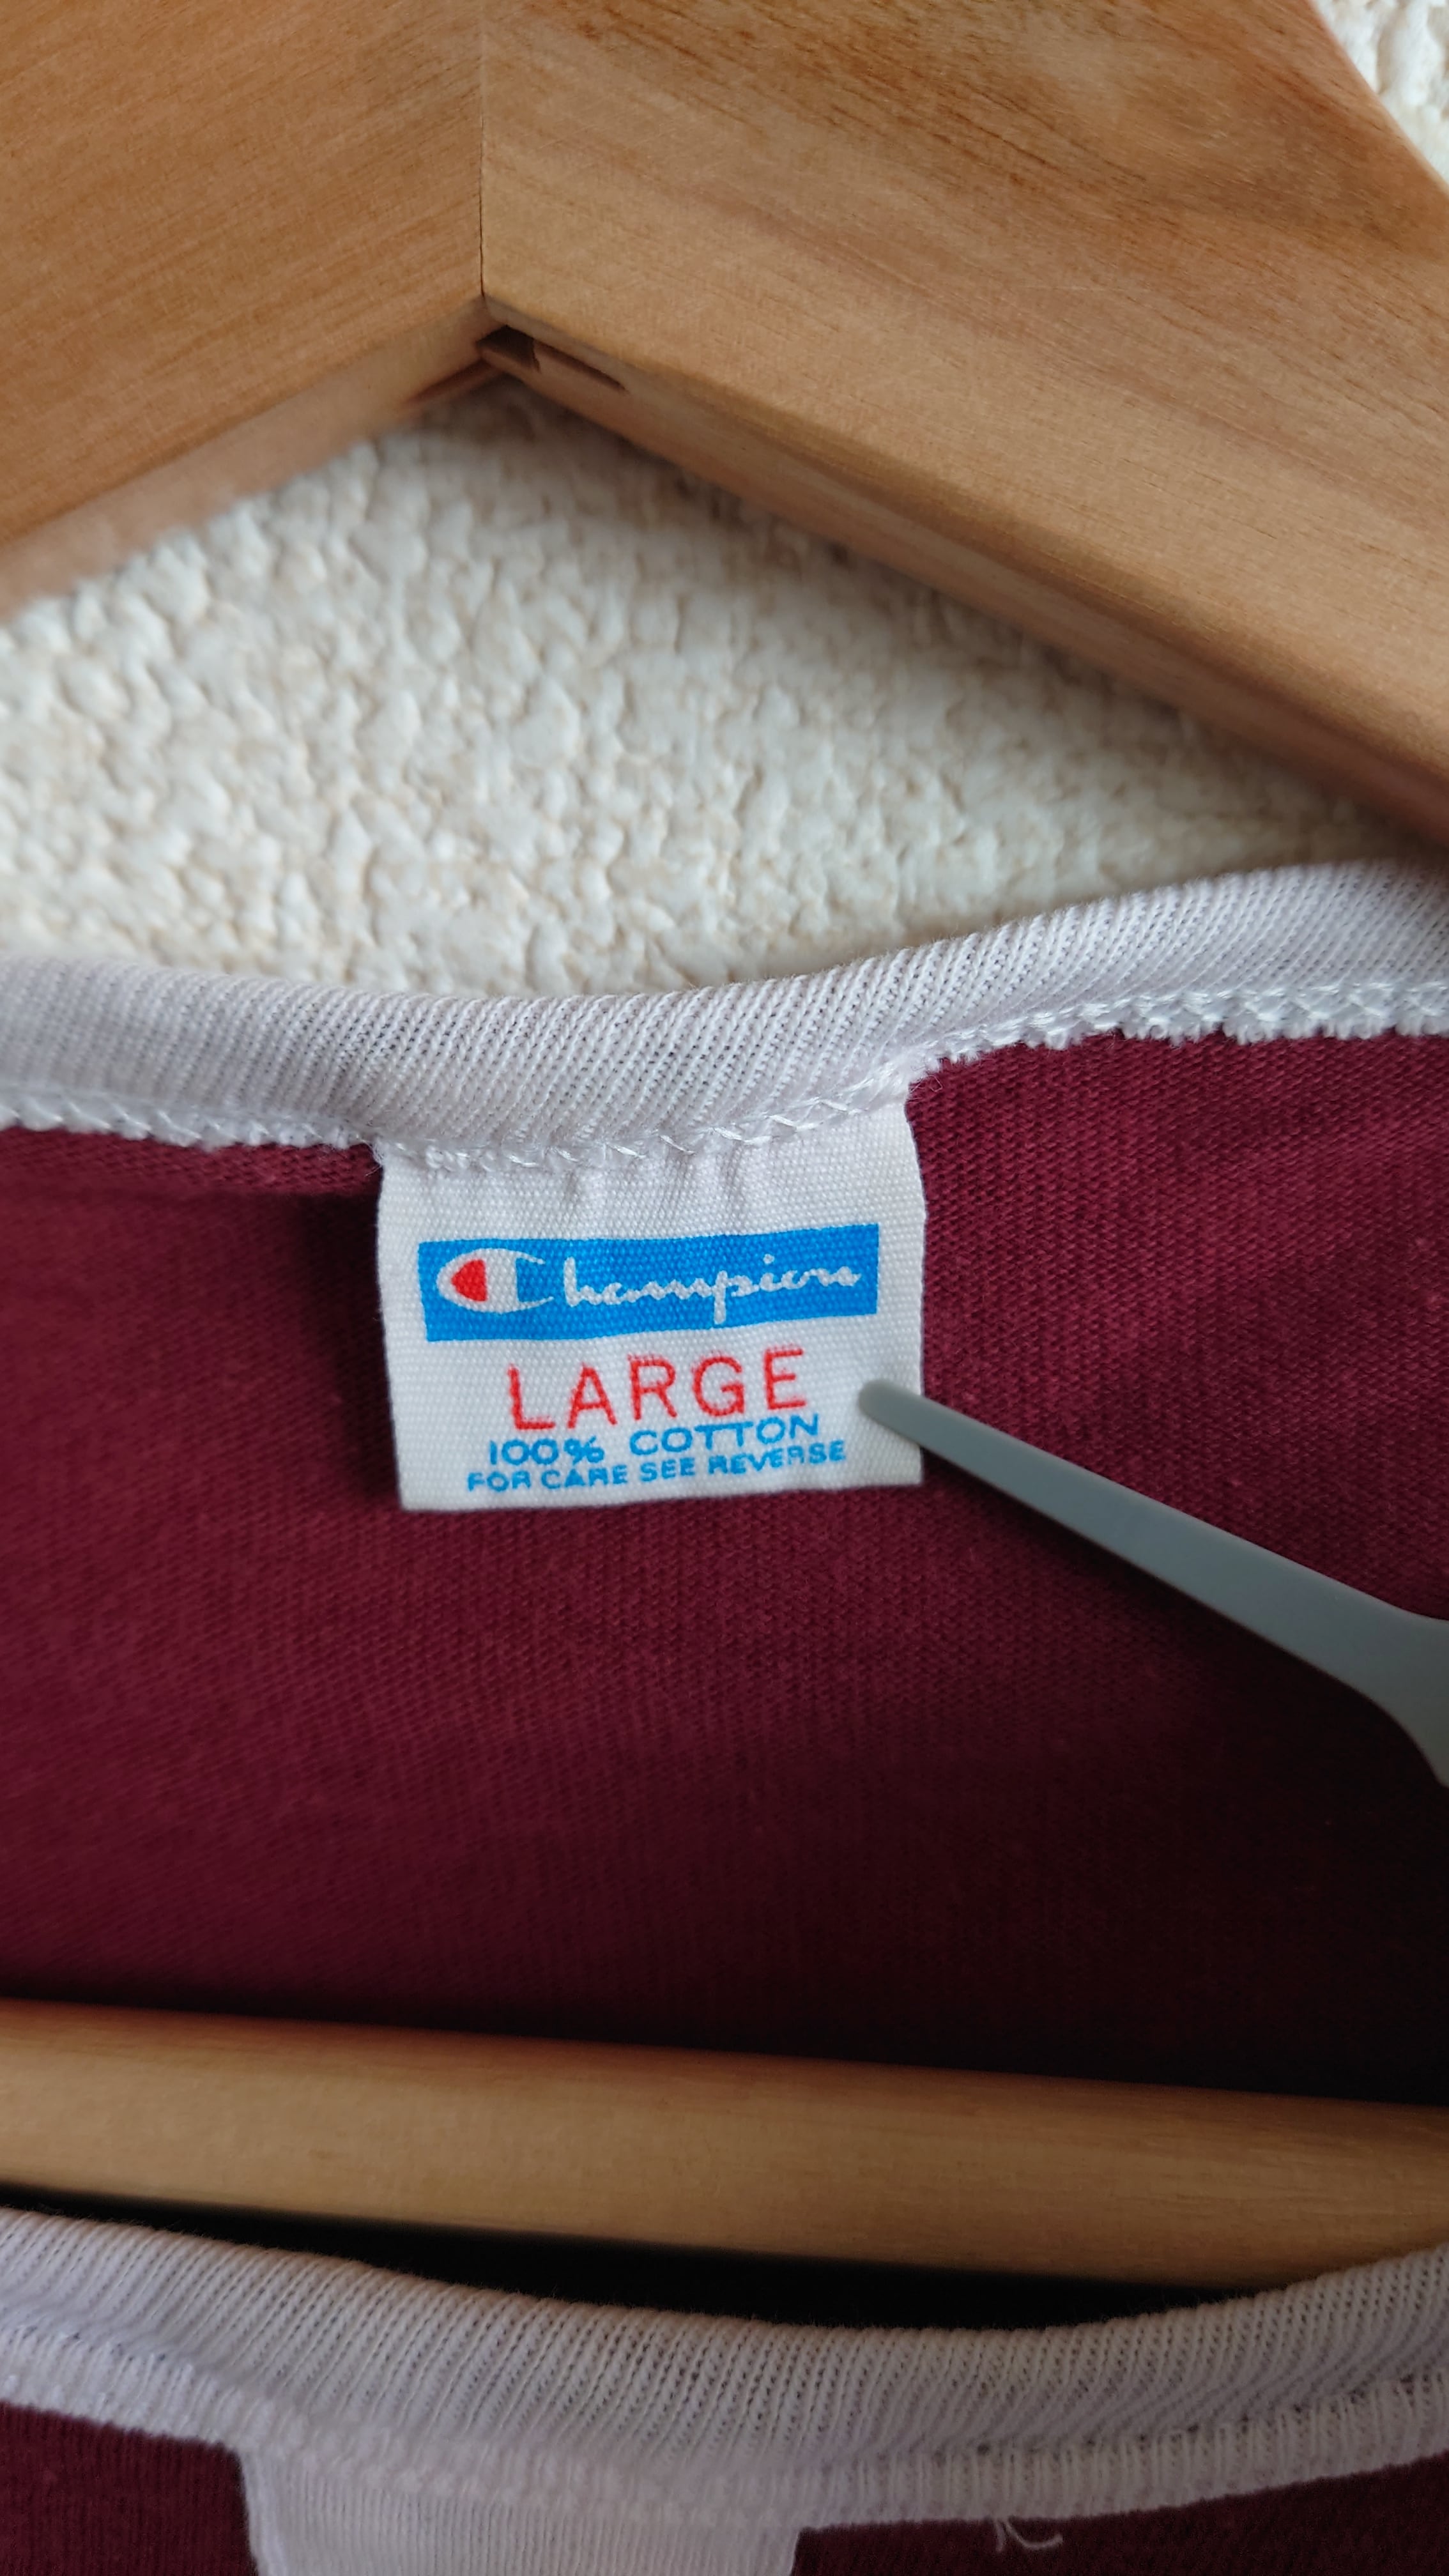 Champion
LARGE
100% COTTON
FOR CARE SEE REVERSE